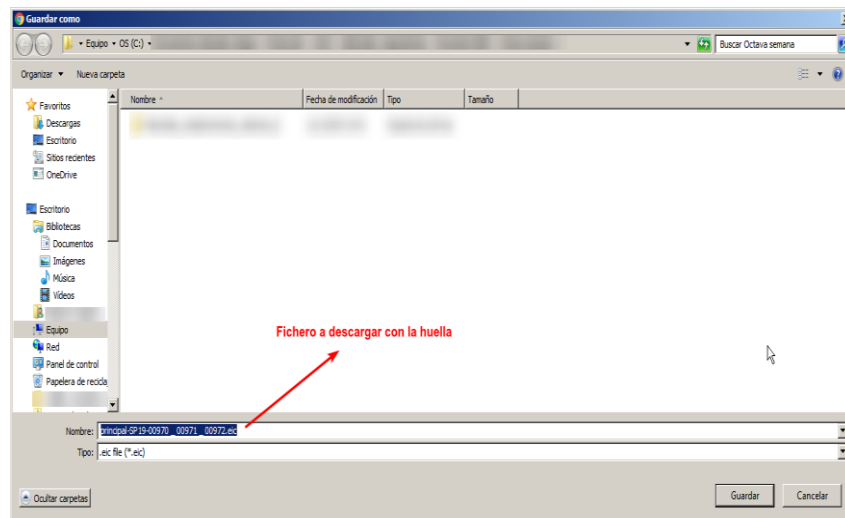 Guardar como
Equipo OS (C:)
Buscar Octava semana
Organizar Nueva carpeta
Nombre Fecha de modificación Tipo Tamaño
Favoritos
Descargas
Escritorio
Sitios recientes
OneDrive
Escritorio
Bibliotecas
Documentos
Imágenes
Música
Vídeos
Equipo
Red
Panel de control
Papelera de recicla
Fichero a descargar con la huella
Nombre: principal-SP19-00970_00971_00972.eic
Tipo: .eic file (*.eic)
Ocultar carpetas
Guardar Cancelar